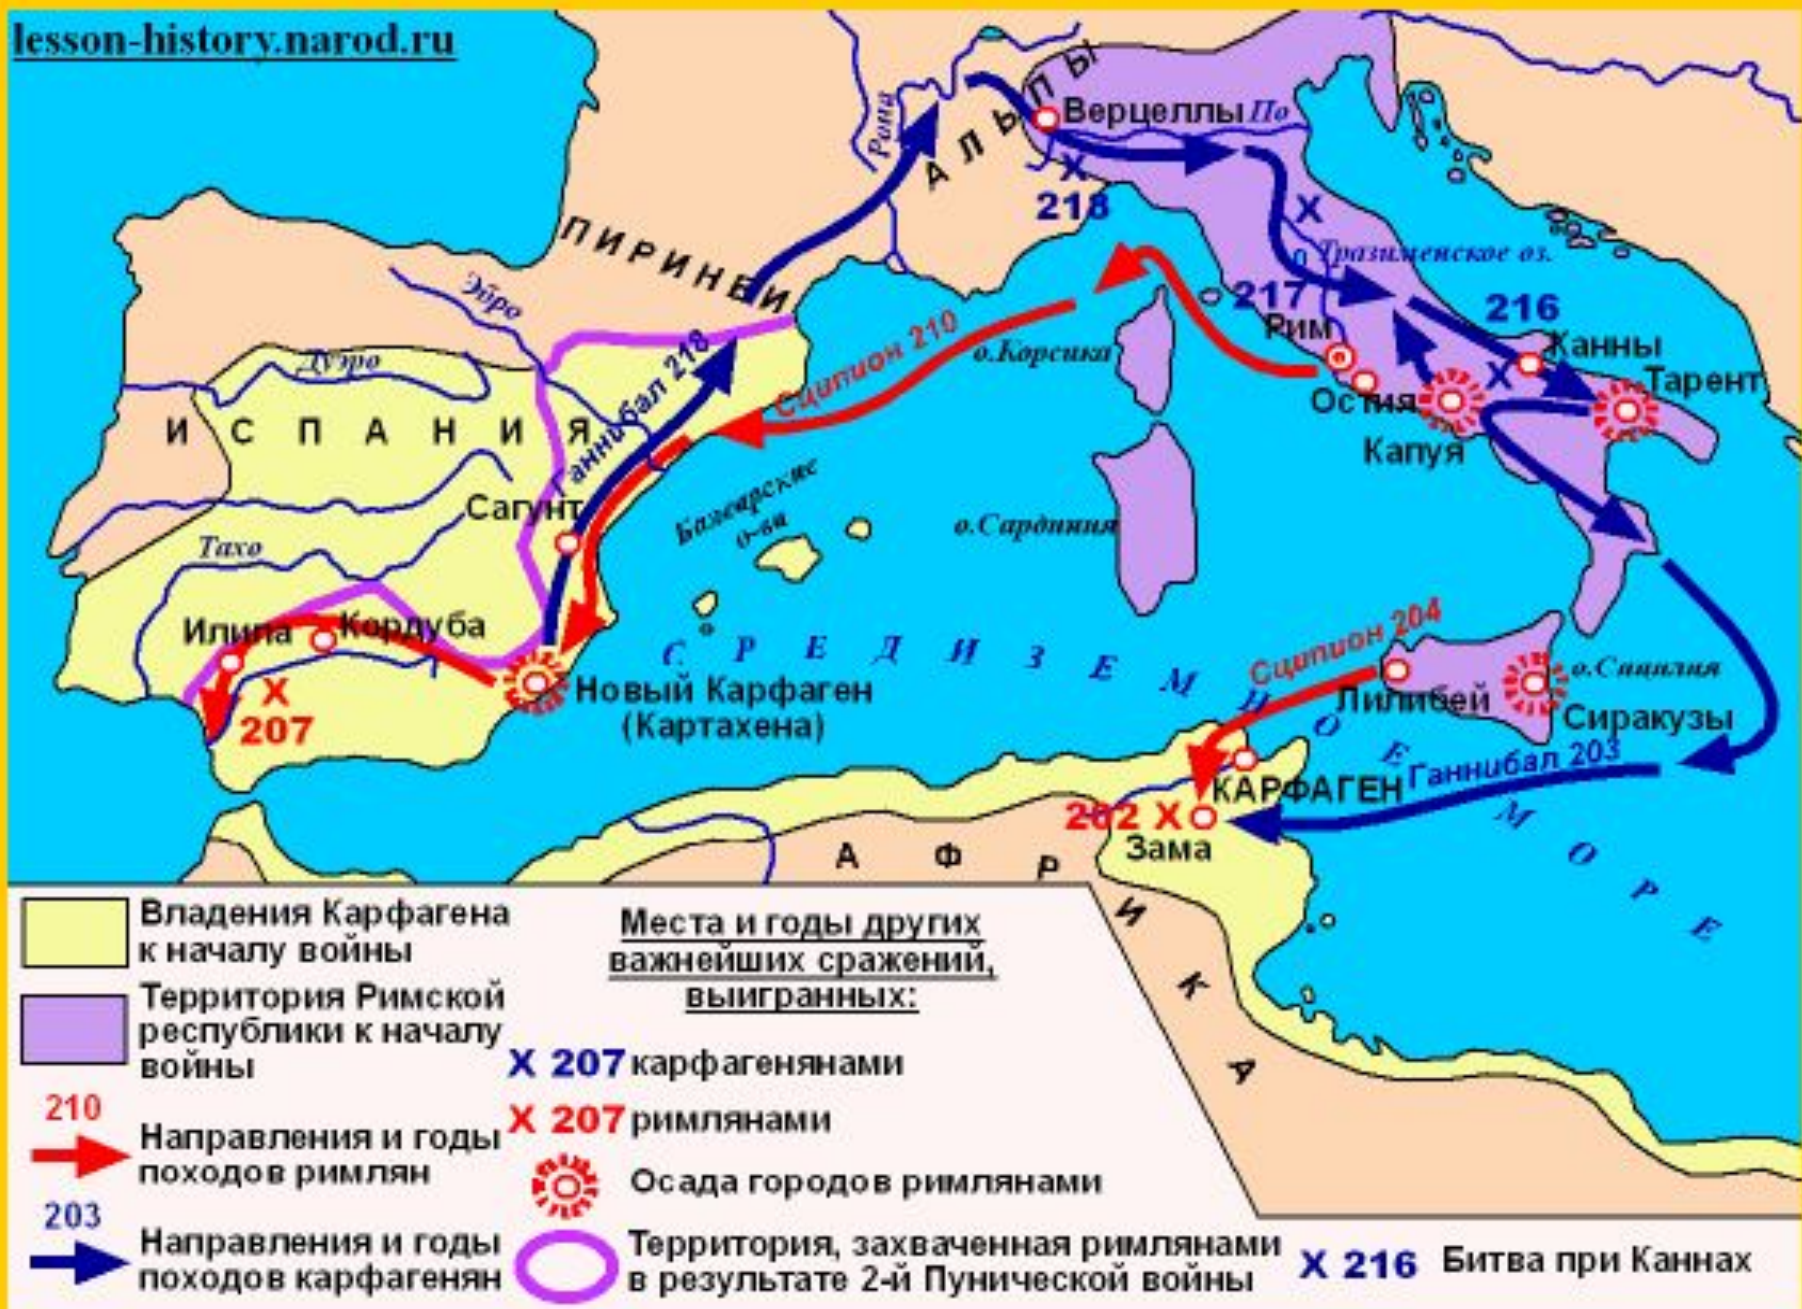 lesson-history.narod.ru
АЛЬПЫ
Рона
Верцеллы
По
X
218
ПИРИНЕИ
X
Тразименское оз.
217
216
Эбро
Рим
Канны
X
Тарент
Сципион 210
о.Корсика
Дуэро
Ганнибал 218
Остия
Капуя
ИСПАНИЯ
Сагунт
Балеарские
о-ва
о.Сардиния
Тахо
Илипа
Кордуба
X
207
Новый Карфаген
(Картахена)
СРЕДИЗЕМНОЕ МОРЕ
Сципион 204
Лилибей
о.Сицилия
Сиракузы
КАРФАГЕН
Ганнибал 203
202 X
Зама
АФРИКА
Владения Карфагена
к началу войны
Территория Римской
республики к началу
войны
210
Направления и годы
походов римлян
203
Направления и годы
походов карфагенян
Места и годы других
важнейших сражений,
выигранных:
X 207 карфагенянами
X 207 римлянами
Осада городов римлянами
Территория, захваченная римлянами
в результате 2-й Пунической войны
X 216 Битва при Каннах